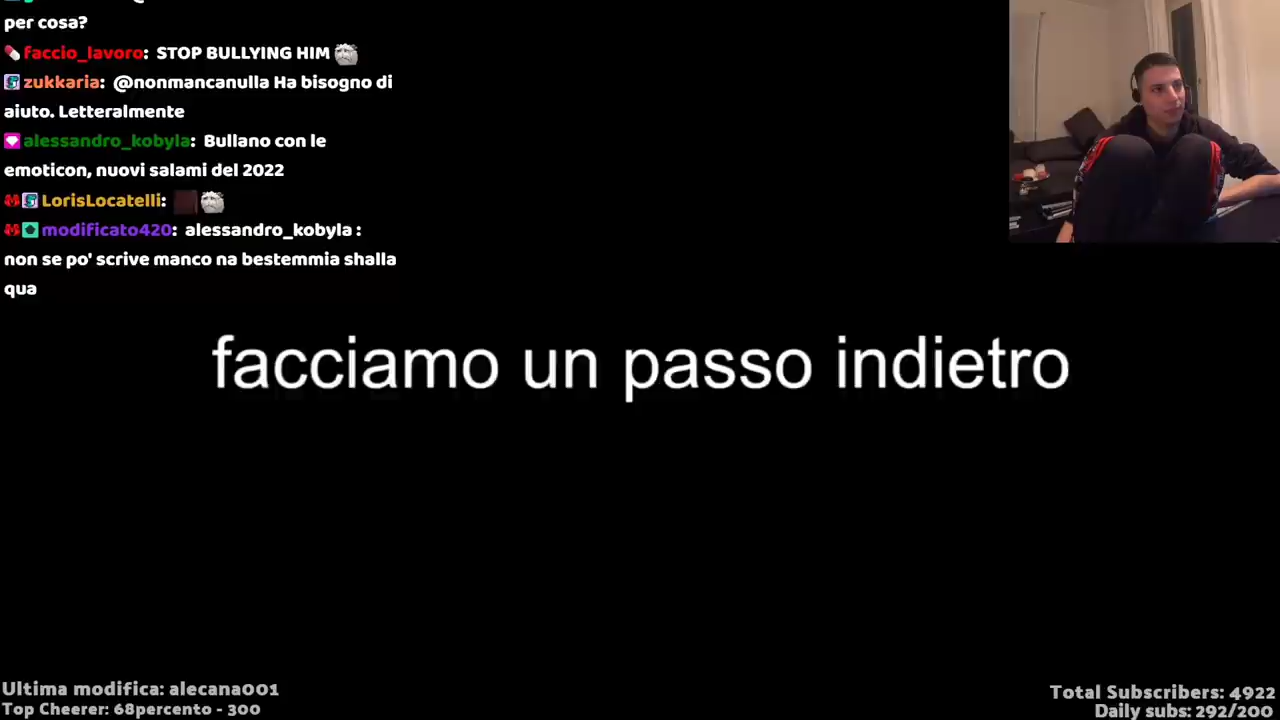 per cosa?
faccio_lavoro: STOP BULLYING HIM
zukkaria: @nonmancanulla Ha bisogno di
aiuto. Letteralmente
alessandro_kobyla: Bullano con le
emoticon, nuovi salami del 2022
LorisLocatelli:
modificato420: alessandro_kobyla :
non se po' scrive manco na bestemmia shalla
qua
facciamo un passo indietro
Ultima modifica: alecana001
Top Cheerer: 68percento - 300
Total Subscribers: 4922
Daily subs: 292/200